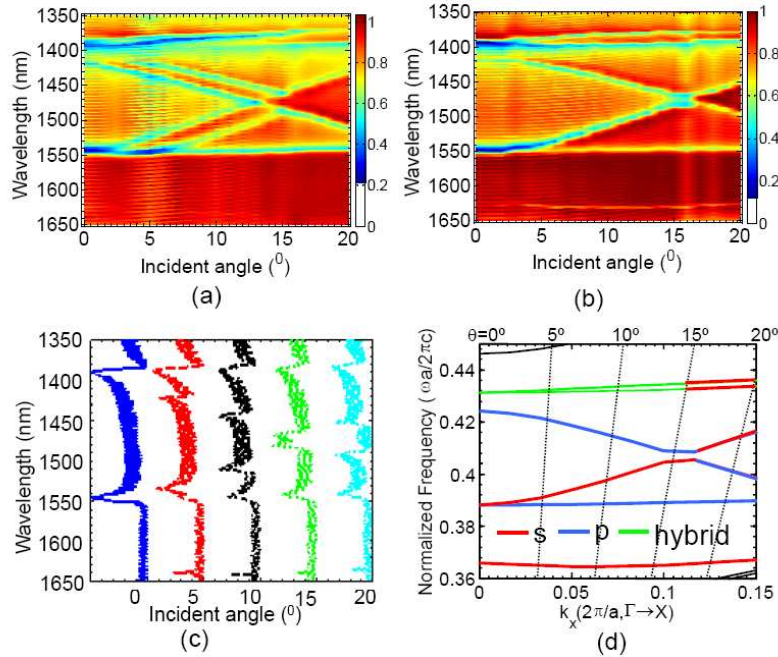 1350
1400
1450
1500
1550
1600
1650
Wavelength (nm)
0 5 10 15 20
Incident angle (⁰)
1
0.8
0.6
0.4
0.2
0
(a)
1350
1400
1450
1500
1550
1600
1650
Wavelength (nm)
0 5 10 15 20
Incident angle (⁰)
1
0.8
0.6
0.4
0.2
0
(b)
1350
1400
1450
1500
1550
1600
1650
Wavelength (nm)
0 5 10 15 20
Incident angle (⁰)
(c)
θ=0° 5° 10° 15° 20°
0.44
0.42
0.4
0.38
0.36
Normalized Frequency ( ωa/2πc)
s p hybrid
0 0.05 0.1 0.15
kx(2π/a,Γ→X)
(d)